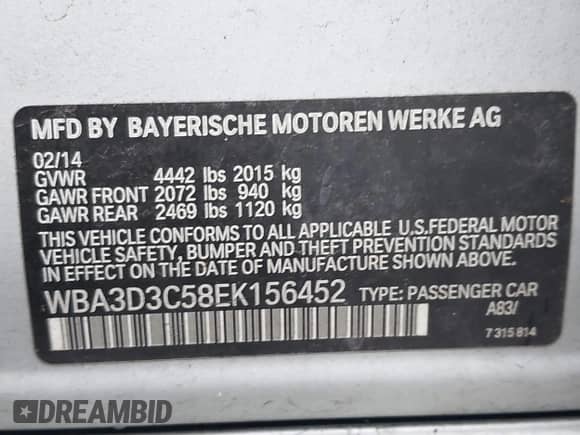 MFD BY BAYERISCHE MOTOREN WERKE AG
02/14
GVWR 4442 lbs 2015 kg
GAWR FRONT 2072 lbs 940 kg
GAWR REAR 2469 lbs 1120 kg
THIS VEHICLE CONFORMS TO ALL APPLICABLE U.S.FEDERAL MOTOR
VEHICLE SAFETY, BUMPER AND THEFT PREVENTION STANDARDS
IN EFFECT ON THE DATE OF MANUFACTURE SHOWN ABOVE.
WBA3D3C58EK156452 TYPE: PASSENGER CAR
A83/
7 315 814
DREAMBID